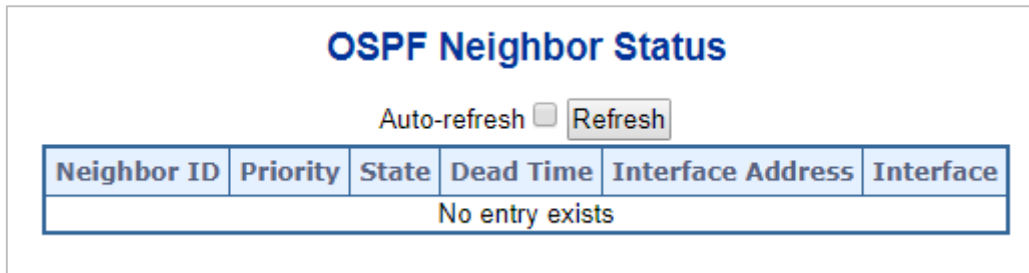 OSPF Neighbor Status
Auto-refresh Refresh
Neighbor ID Priority State Dead Time Interface Address Interface
No entry exists